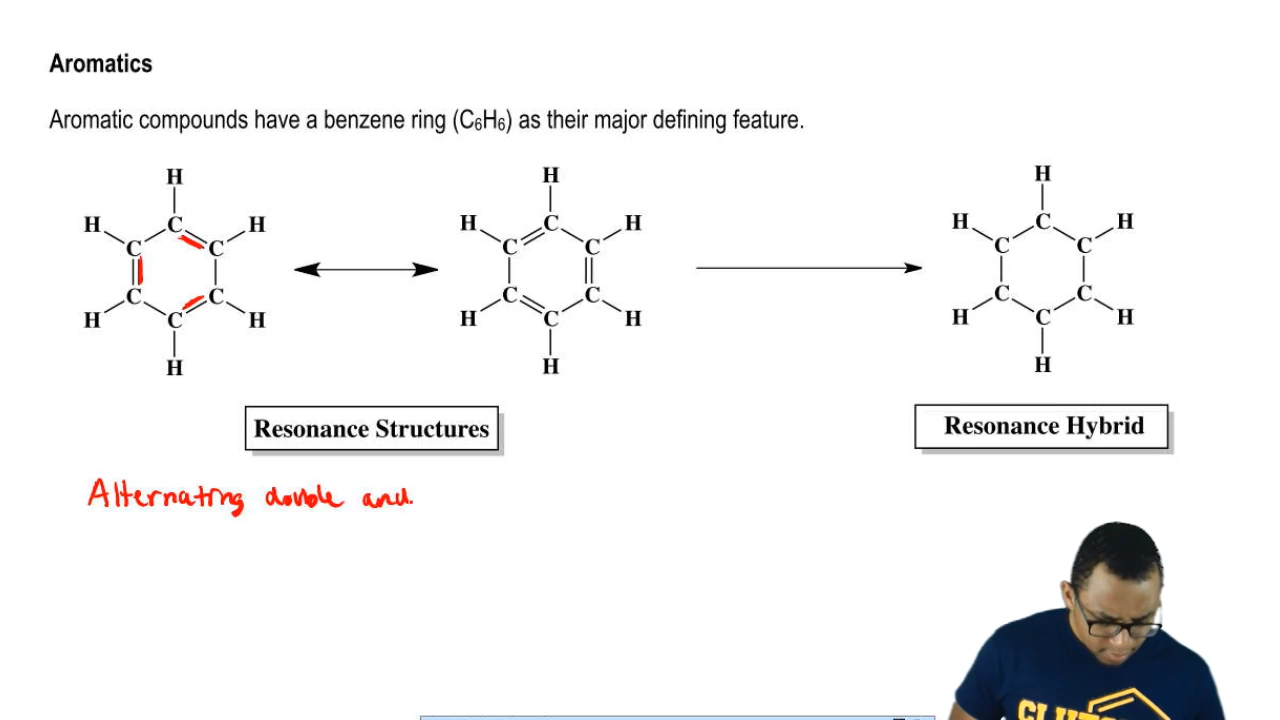 Aromatics
Aromatic compounds have a benzene ring (C₆H₆) as their major defining feature.
H
H C H
C C
C C
H C H
H
H
H C H
C C
C C
H C H
H
H
H C H
C C
C C
H C H
H
Resonance Structures
Resonance Hybrid
Alternating double and